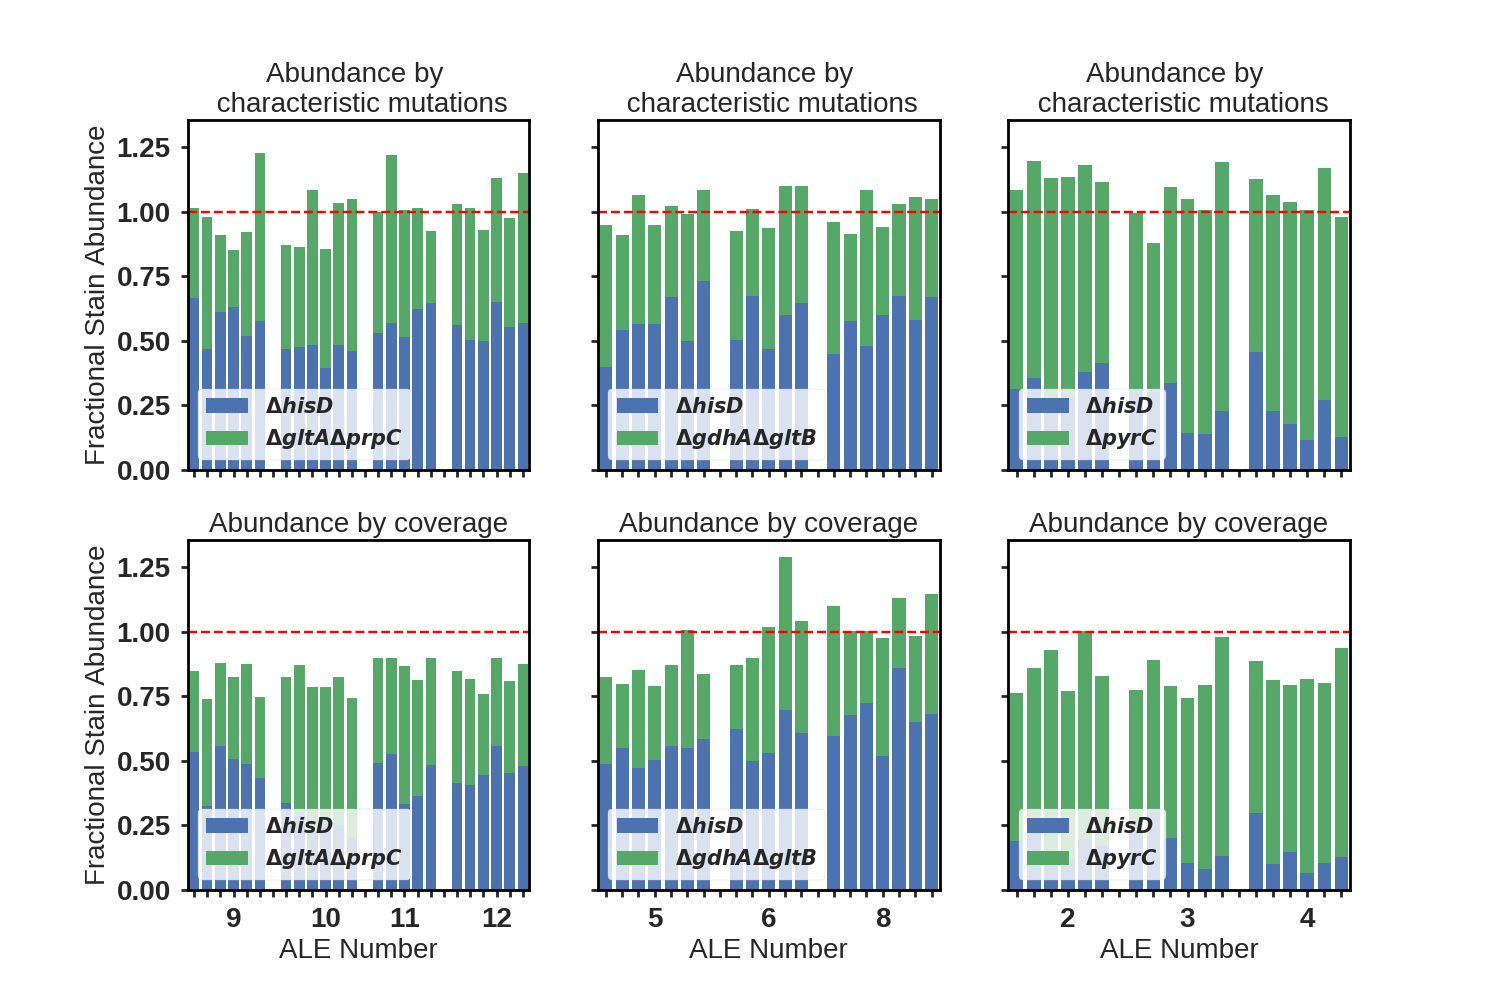 Abundance by
characteristic mutations
Abundance by
characteristic mutations
Abundance by
characteristic mutations
Fractional Stain Abundance
1.25
1.00
0.75
0.50
0.25
0.00
ΔhisD
ΔgltAΔprpC
ΔhisD
ΔgdhAΔgltB
ΔhisD
ΔpyrC
Abundance by coverage
Abundance by coverage
Abundance by coverage
Fractional Stain Abundance
1.25
1.00
0.75
0.50
0.25
0.00
ΔhisD
ΔgltAΔprpC
ΔhisD
ΔgdhAΔgltB
ΔhisD
ΔpyrC
9 10 11 12
5 6 8
2 3 4
ALE Number
ALE Number
ALE Number